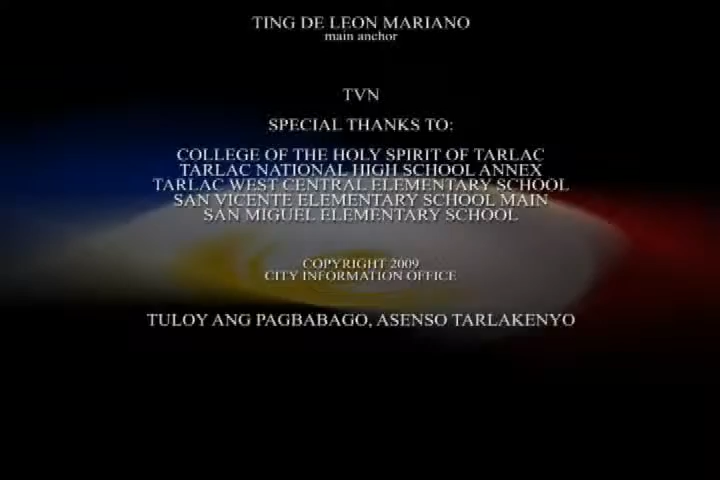 TING DE LEON MARIANO
main anchor
TVN
SPECIAL THANKS TO:
COLLEGE OF THE HOLY SPIRIT OF TARLAC
TARLAC NATIONAL HIGH SCHOOL ANNEX
TARLAC WEST CENTRAL ELEMENTARY SCHOOL
SAN VICENTE ELEMENTARY SCHOOL MAIN
SAN MIGUEL ELEMENTARY SCHOOL
COPYRIGHT 2009
CITY INFORMATION OFFICE
TULOY ANG PAGBABAGO, ASENSO TARLAKENYO